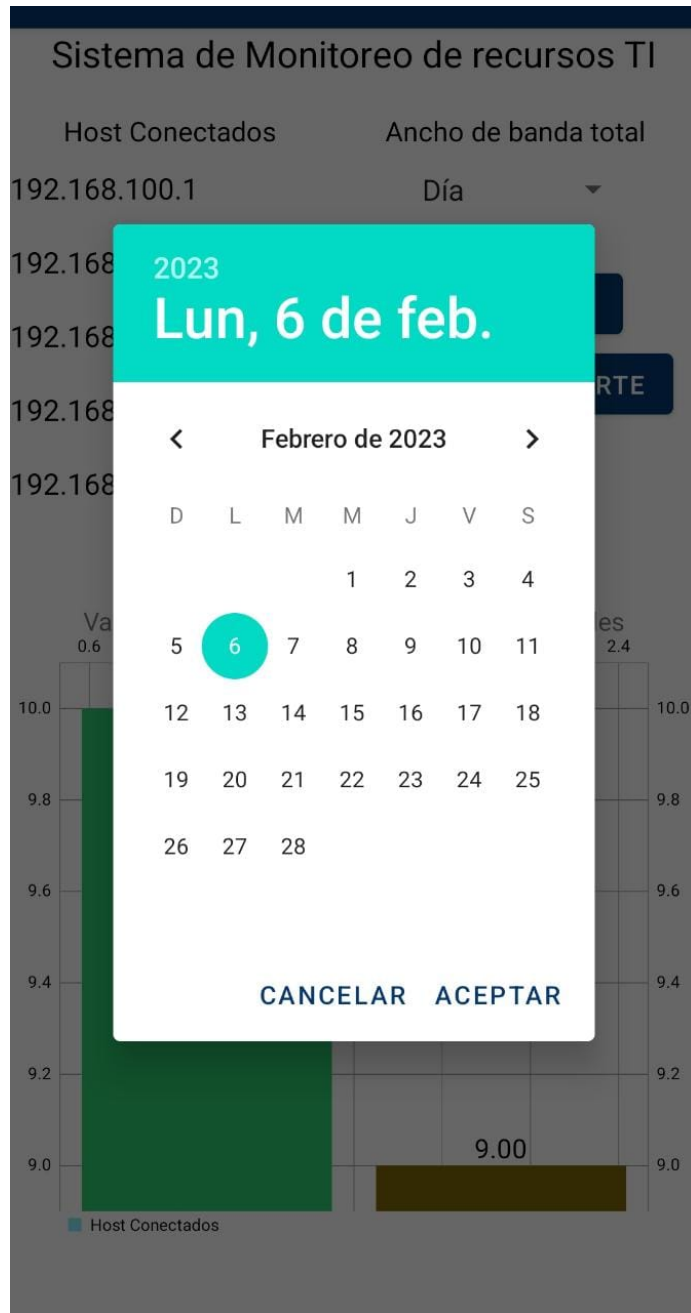 Sistema de Monitoreo de recursos TI
Host Conectados
Ancho de banda total
192.168.100.1
Día
192.168
192.168
RTE
192.168
192.168
2023
Lun, 6 de feb.
Febrero de 2023
D L M M J V S
1 2 3 4
5 6 7 8 9 10 11
12 13 14 15 16 17 18
19 20 21 22 23 24 25
26 27 28
CANCELAR ACEPTAR
Va
es
0.6
2.4
10.0
10.0
9.8
9.8
9.6
9.6
9.4
9.4
9.2
9.2
9.00
9.0
9.0
Host Conectados